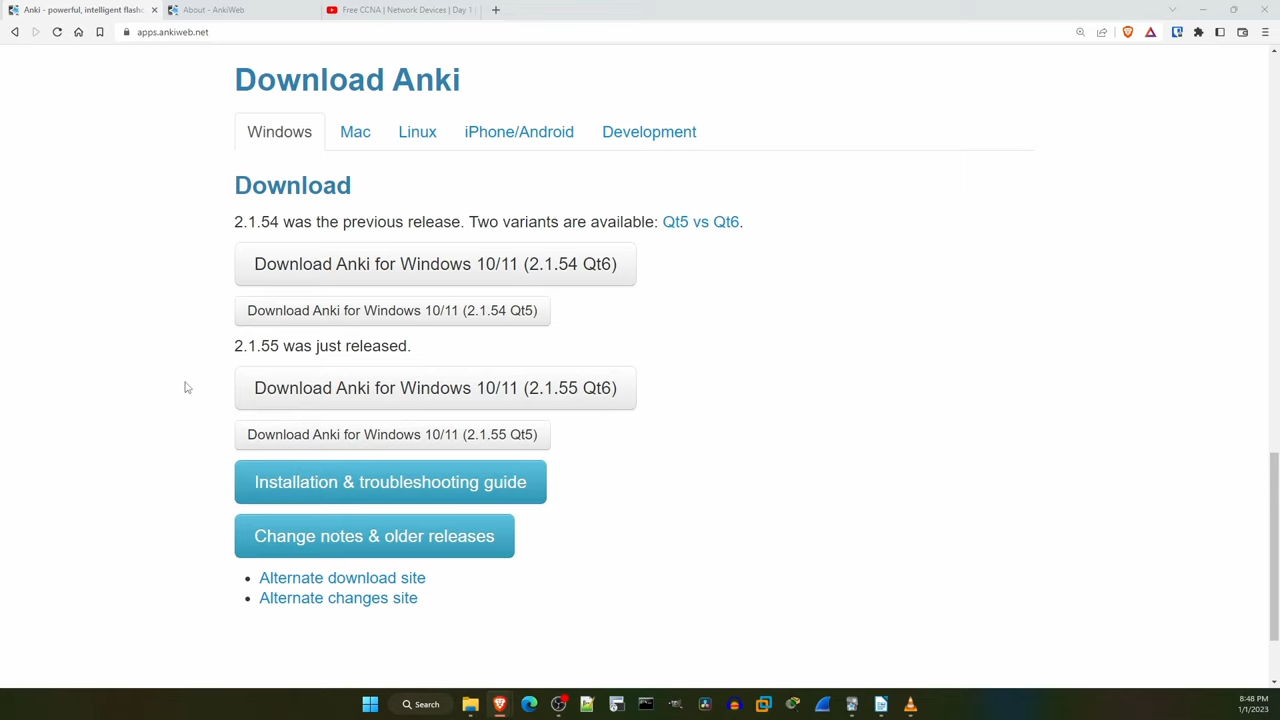 Anki - powerful, intelligent flashc
About - AnkiWeb
Free CCNA | Network Devices | Day 1
apps.ankiweb.net
Download Anki
Windows
Mac
Linux
iPhone/Android
Development
Download
2.1.54 was the previous release. Two variants are available: Qt5 vs Qt6.
Download Anki for Windows 10/11 (2.1.54 Qt6)
Download Anki for Windows 10/11 (2.1.54 Qt5)
2.1.55 was just released.
Download Anki for Windows 10/11 (2.1.55 Qt6)
Download Anki for Windows 10/11 (2.1.55 Qt5)
Installation & troubleshooting guide
Change notes & older releases
Alternate download site
Alternate changes site
Search
8:48 PM
1/1/2023